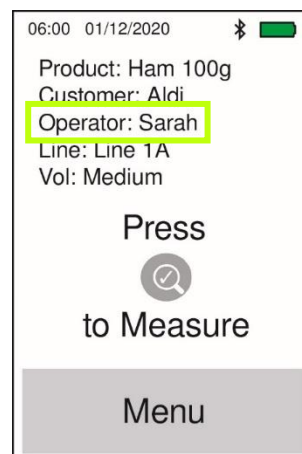 06:00 01/12/2020
Product: Ham 100g
Customer: Aldi
Operator: Sarah
Line: Line 1A
Vol: Medium
Press
to Measure
Menu